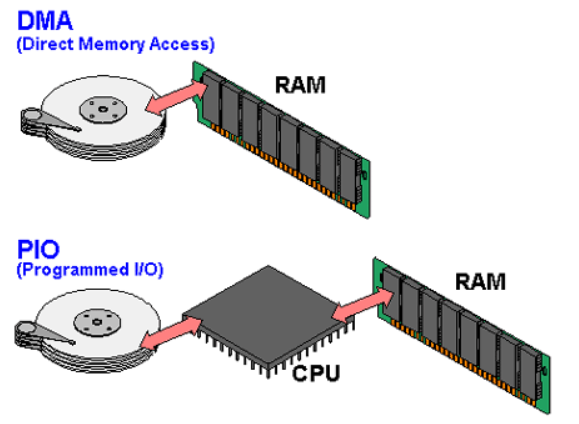 DMA
(Direct Memory Access)
RAM
PIO
(Programmed I/O)
RAM
CPU